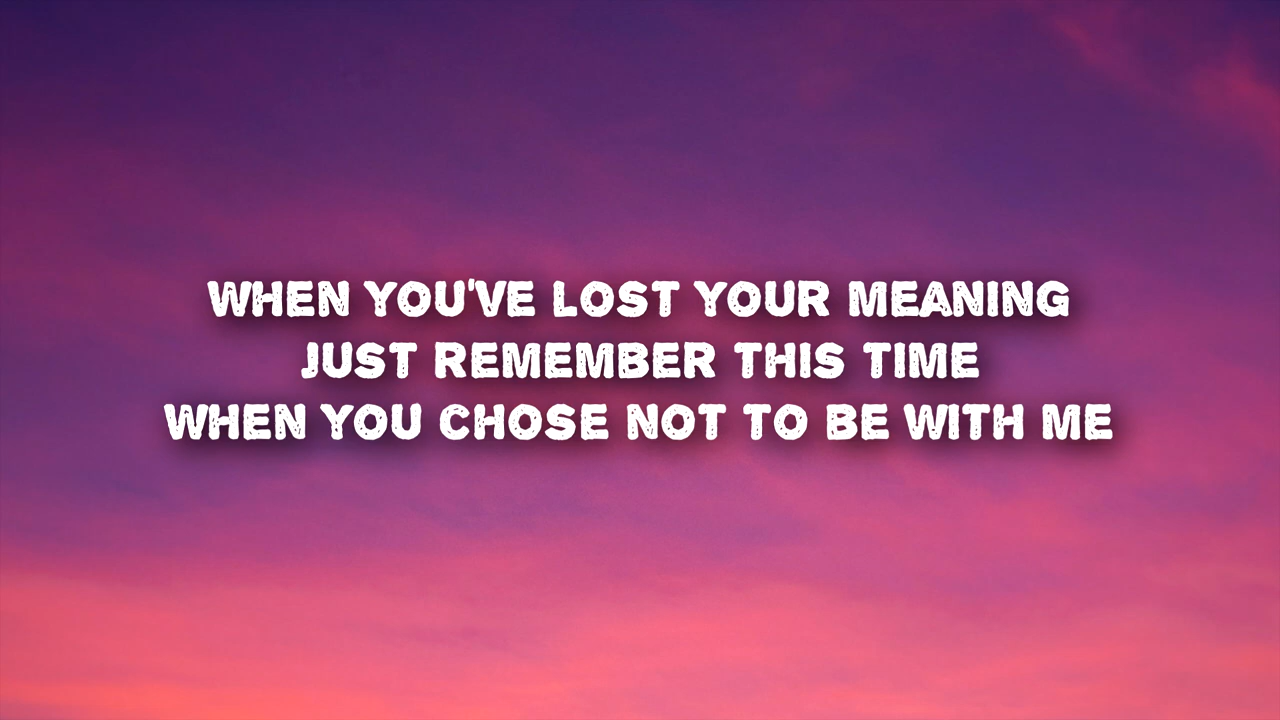 WHEN YOU'VE LOST YOUR MEANING
JUST REMEMBER THIS TIME
WHEN YOU CHOSE NOT TO BE WITH ME